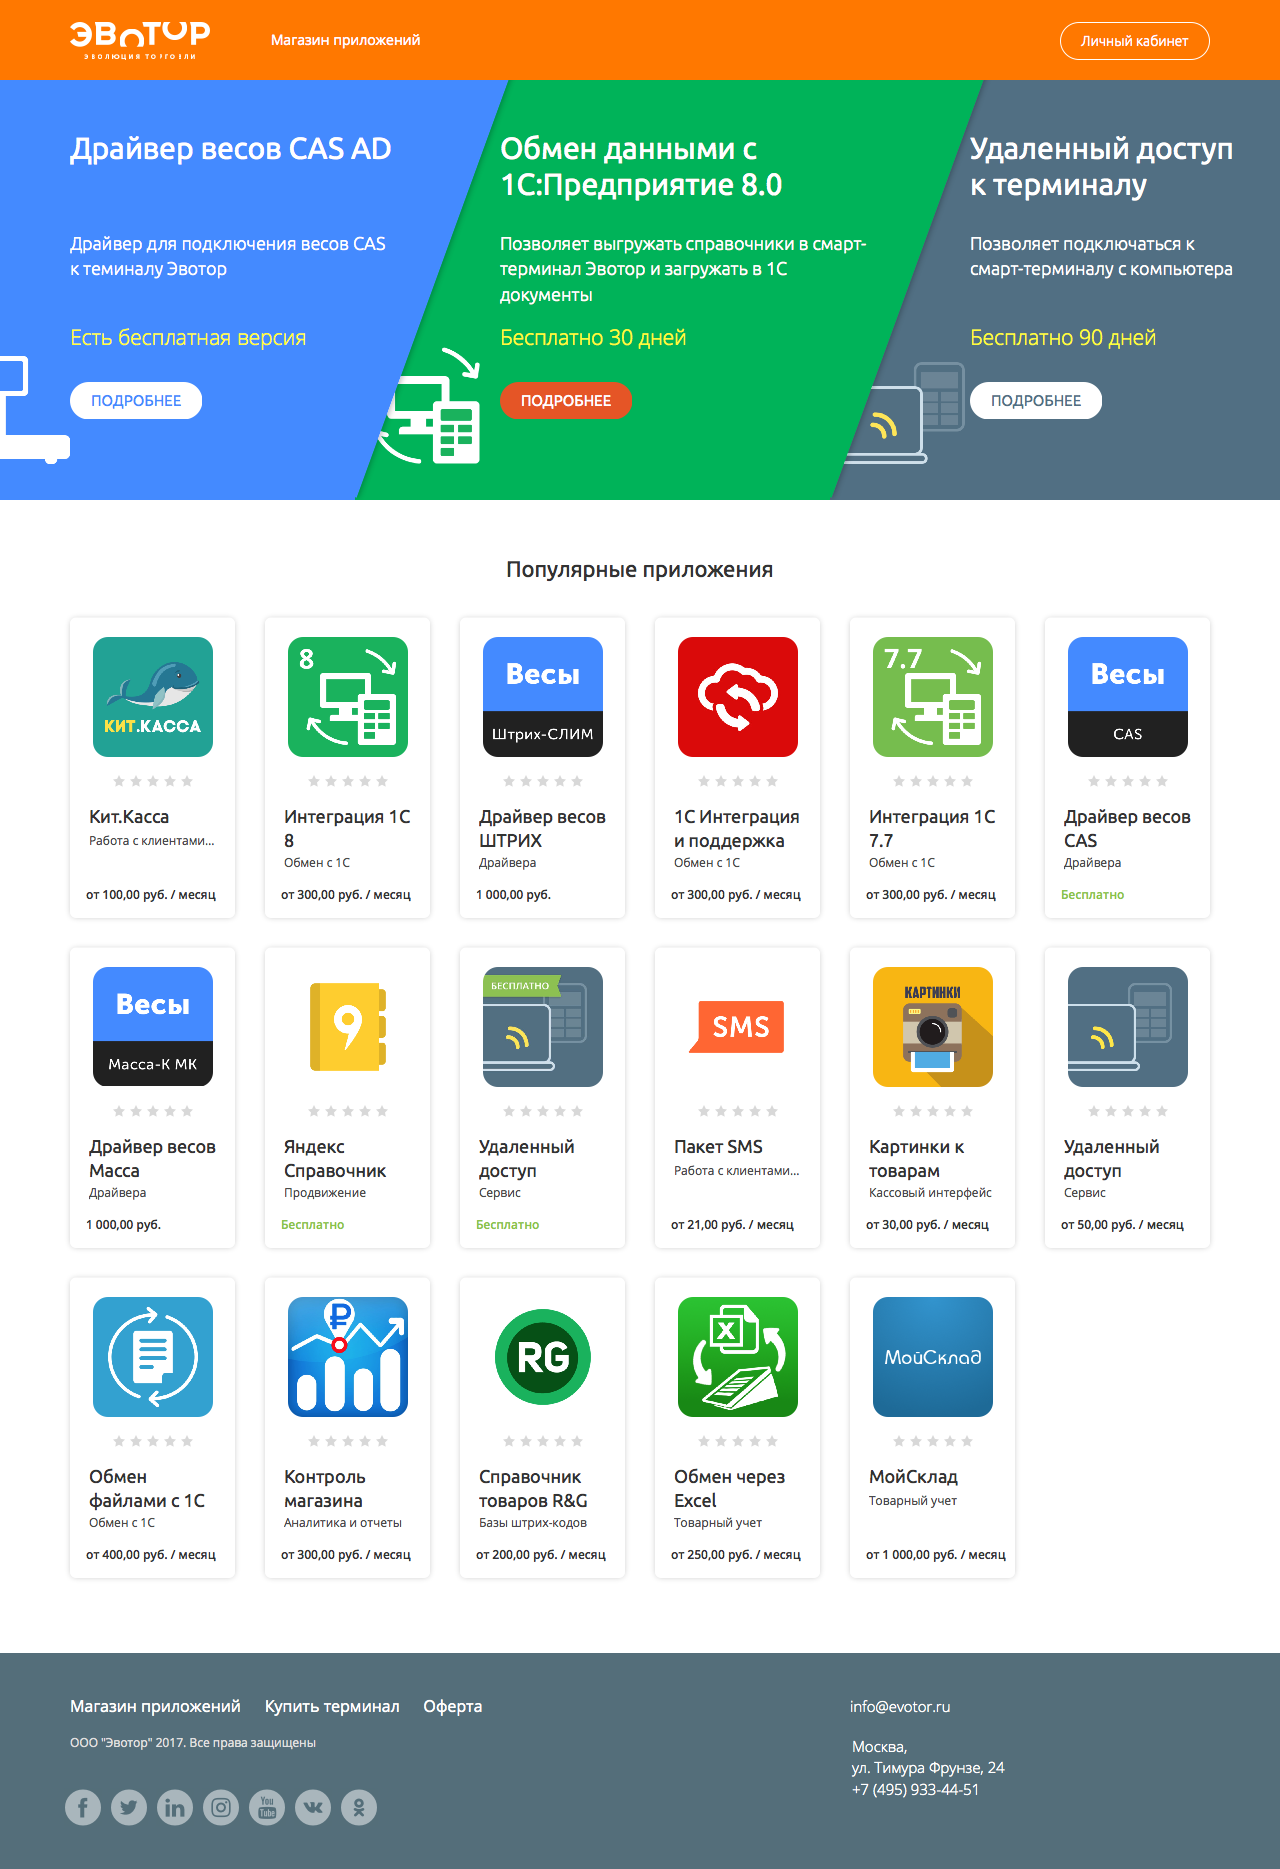 ЭВОТОР
ЭВОЛЮЦИЯ ТОРГОВЛИ
Магазин приложений
Личный кабинет
Драйвер весов CAS AD
Драйвер для подключения весов CAS
к теминалу Эвотор
Есть бесплатная версия
ПОДРОБНЕЕ
Обмен данными с
1С:Предприятие 8.0
Позволяет выгружать справочники в смарт-
терминал Эвотор и загружать в 1С
документы
Бесплатно 30 дней
ПОДРОБНЕЕ
Удаленный доступ
к терминалу
Позволяет подключаться к
смарт-терминалу с компьютера
Бесплатно 90 дней
ПОДРОБНЕЕ
Популярные приложения
КИТ.КАССА
Кит.Касса
Работа с клиентами...
от 100,00 руб. / месяц
8
Интеграция 1С
8
Обмен с 1С
от 300,00 руб. / месяц
Весы
Штрих-СЛИМ
Драйвер весов
ШТРИХ
Драйвера
1 000,00 руб.
1С Интеграция
и поддержка
Обмен с 1С
от 300,00 руб. / месяц
7.7
Интеграция 1С
7.7
Обмен с 1С
от 300,00 руб. / месяц
Весы
CAS
Драйвер весов
CAS
Драйвера
Бесплатно
Весы
Масса-К МК
Драйвер весов
Масса
Драйвера
1 000,00 руб.
Яндекс
Справочник
Продвижение
Бесплатно
БЕСПЛАТНО
Удаленный
доступ
Сервис
Бесплатно
SMS
Пакет SMS
Работа с клиентами...
от 21,00 руб. / месяц
КАРТИНКИ
Картинки к
товарам
Кассовый интерфейс
от 30,00 руб. / месяц
Удаленный
доступ
Сервис
от 50,00 руб. / месяц
Обмен
файлами с 1С
Обмен с 1С
от 400,00 руб. / месяц
₽
Контроль
магазина
Аналитика и отчеты
от 300,00 руб. / месяц
RG
Справочник
товаров R&G
Базы штрих-кодов
от 200,00 руб. / месяц
X
Обмен через
Excel
Товарный учет
от 250,00 руб. / месяц
МойСклад
МойСклад
Товарный учет
от 1 000,00 руб. / месяц
Магазин приложений
Купить терминал
Оферта
ООО "Эвотор" 2017. Все права защищены
You
Tube
info@evotor.ru
Москва,
ул. Тимура Фрунзе, 24
+7 (495) 933-44-51